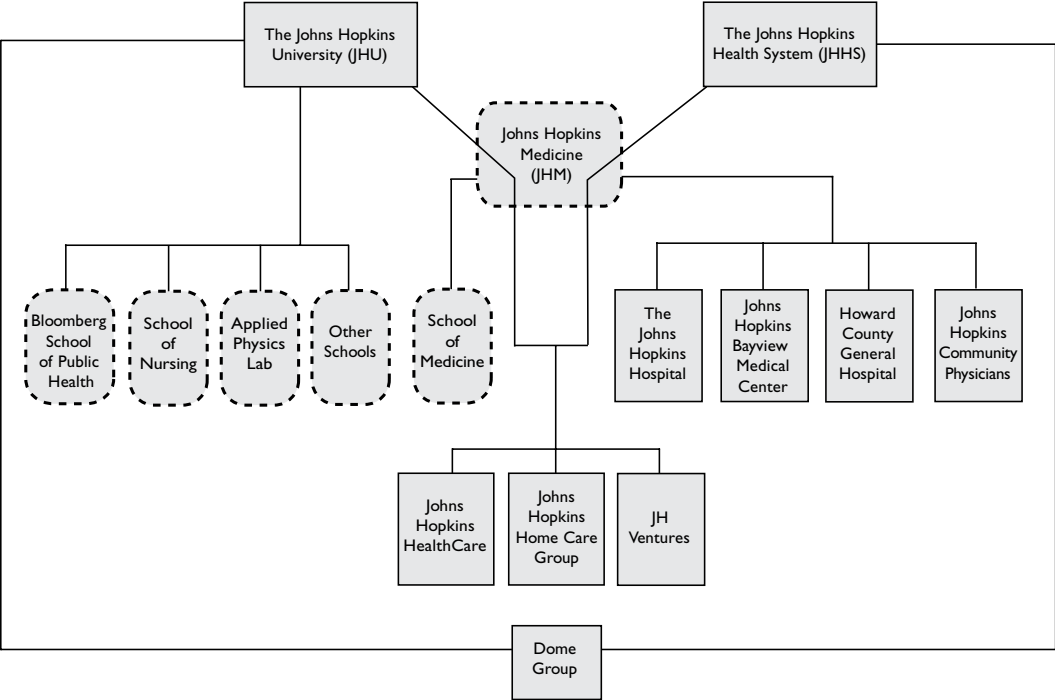 The Johns Hopkins
University (JHU)
The Johns Hopkins
Health System (JHHS)
Johns Hopkins
Medicine
(JHM)
Bloomberg
School
of Public
Health
School
of
Nursing
Applied
Physics
Lab
Other
Schools
School
of
Medicine
The
Johns
Hopkins
Hospital
Johns
Hopkins
Bayview
Medical
Center
Howard
County
General
Hospital
Johns
Hopkins
Community
Physicians
Johns
Hopkins
HealthCare
Johns
Hopkins
Home Care
Group
JH
Ventures
Dome
Group